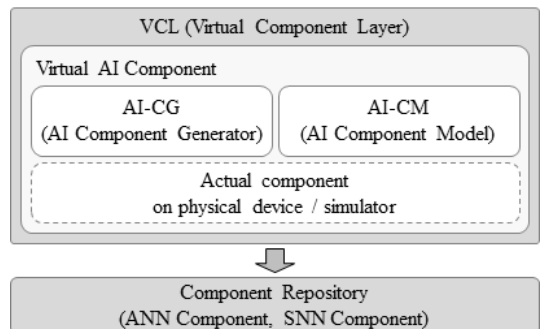 VCL (Virtual Component Layer)
Virtual AI Component
AI-CG
(AI Component Generator)
AI-CM
(AI Component Model)
Actual component
on physical device / simulator
Component Repository
(ANN Component, SNN Component)